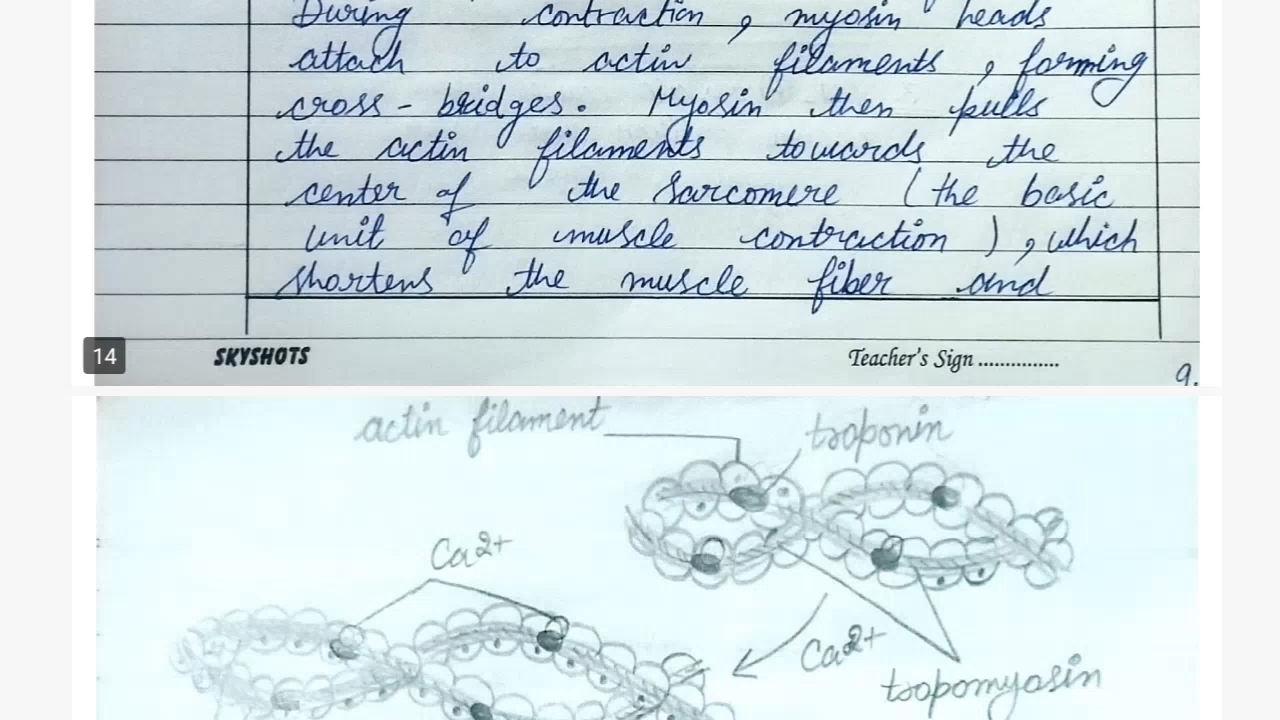 During contraction, myosin heads
attach to actin filaments, forming
cross-bridges. Myosin then pulls
the actin filaments towards the
center of the sarcomere (the basic
unit of muscle contraction), which
shortens the muscle fiber and
14
SKYSHOTS
Teacher's Sign ...............
9.
actin filament
troponin
Ca2+
Ca2+
tropomyosin